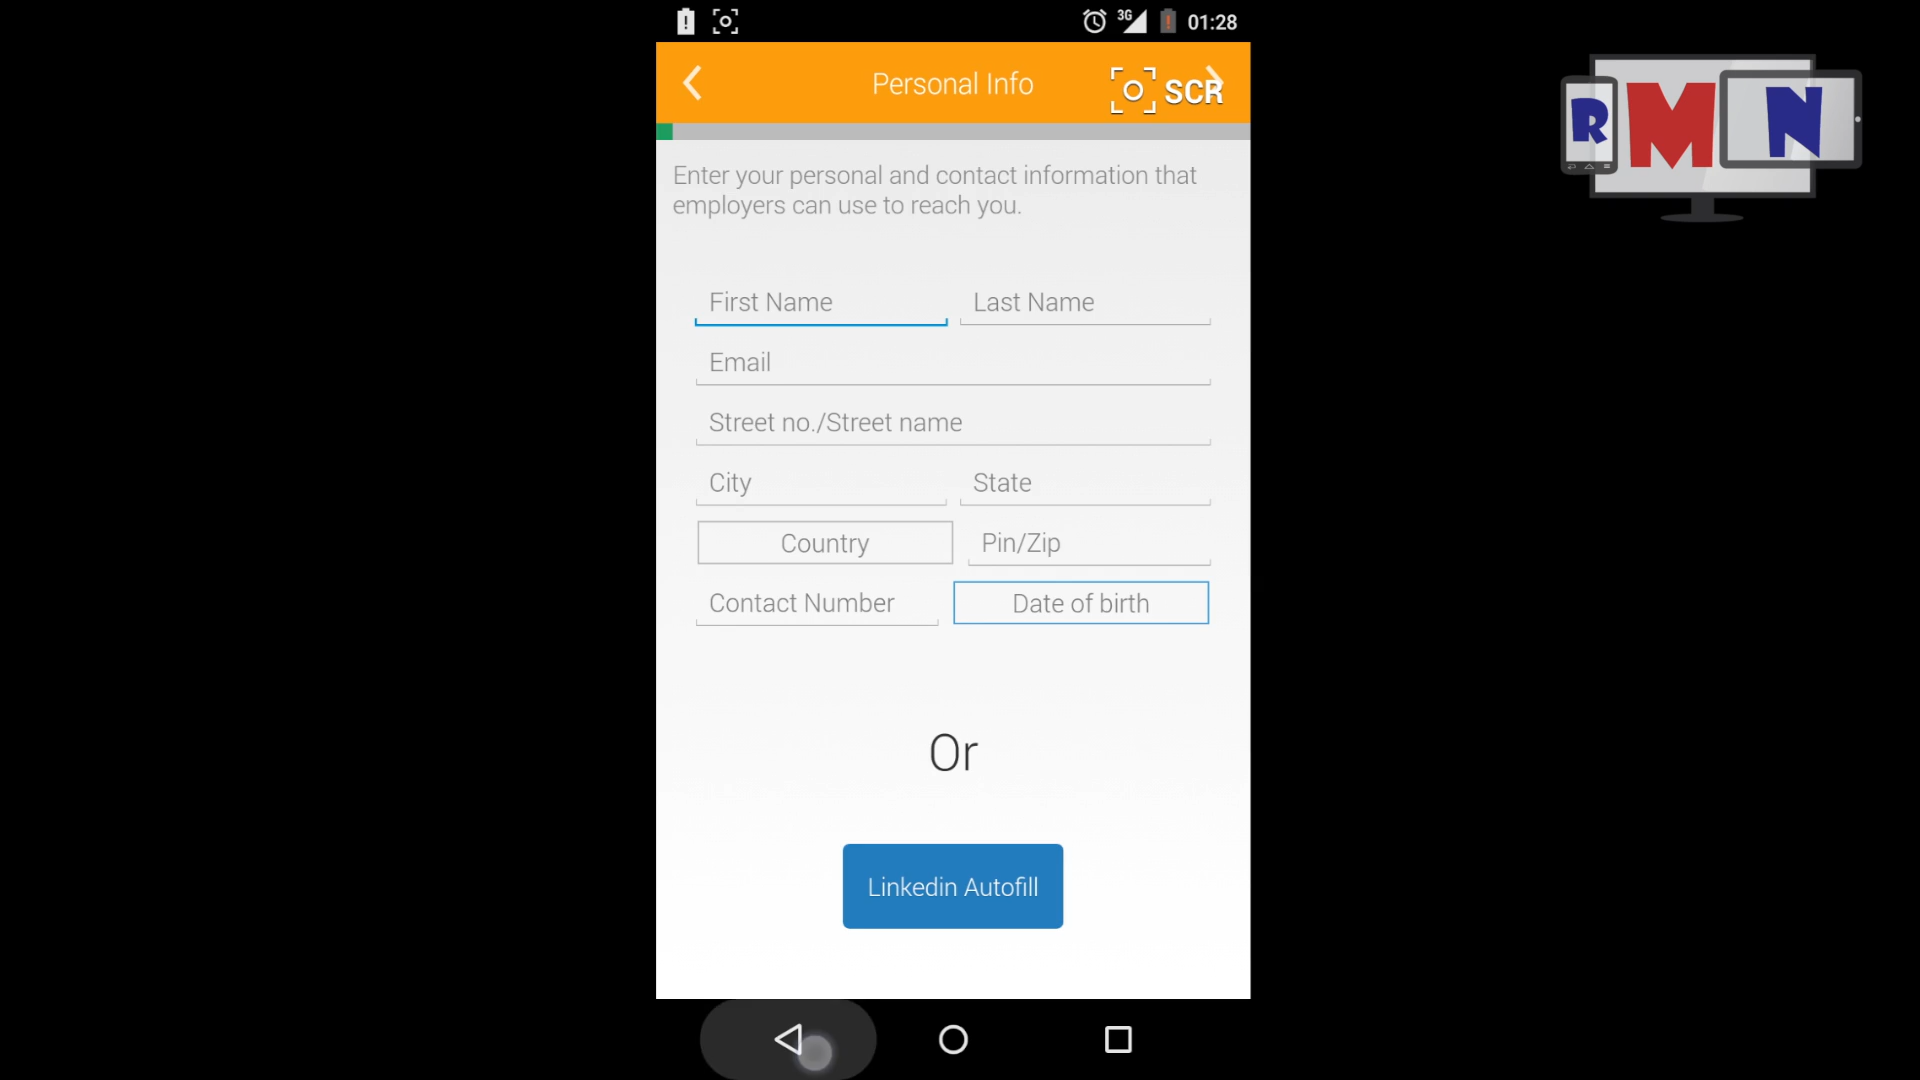 3G 01:28
Personal Info
SCR
R M N
Enter your personal and contact information that
employers can use to reach you.
First Name Last Name
Email
Street no./Street name
City State
Country Pin/Zip
Contact Number Date of birth
Or
Linkedin Autofill